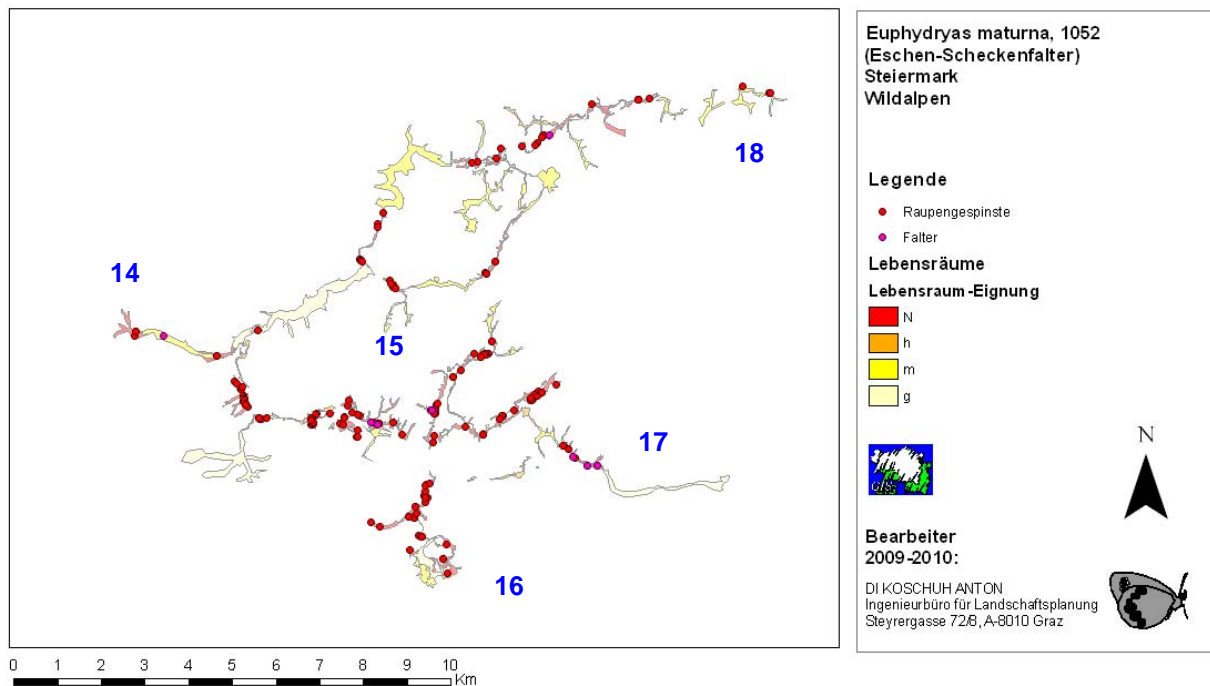 14
15
16
17
18
0 1 2 3 4 5 6 7 8 9 10
Km
Euphydryas maturna, 1052
(Eschen-Scheckenfalter)
Steiermark
Wildalpen
Legende
Raupengespinste
Falter
Lebensräume
Lebensraum-Eignung
N
h
m
g
GIS
N
Bearbeiter
2009-2010:
DI KOSCHUH ANTON
Ingenieurbüro für Landschaftsplanung
Steyrergasse 72/8, A-8010 Graz